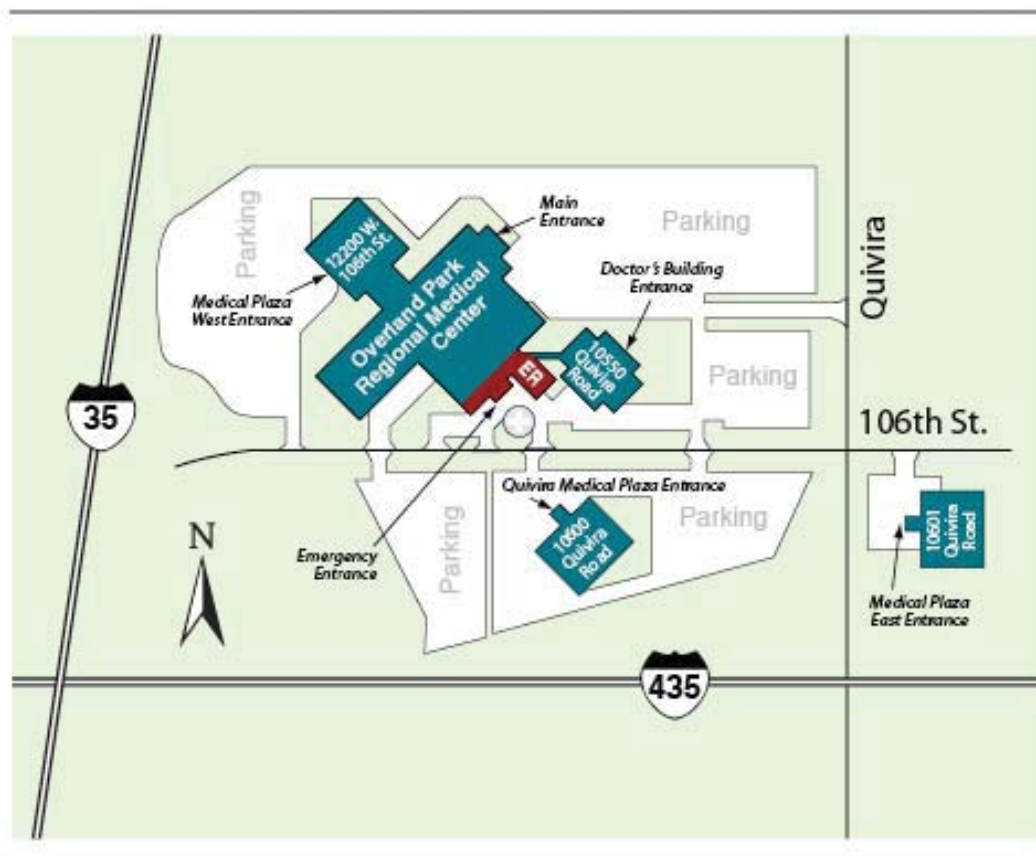 Parking
12200 W.
106th St.
Main
Entrance
Parking
Quivira
Doctor's Building
Entrance
Medical Plaza
West Entrance
Overland Park
Regional Medical
Center
ER
10550
Quivira
Road
Parking
35
106th St.
Quivira Medical Plaza Entrance
Parking
Parking
10600
Quivira
Road
10601
Quivira
Road
N
Emergency
Entrance
Medical Plaza
East Entrance
435